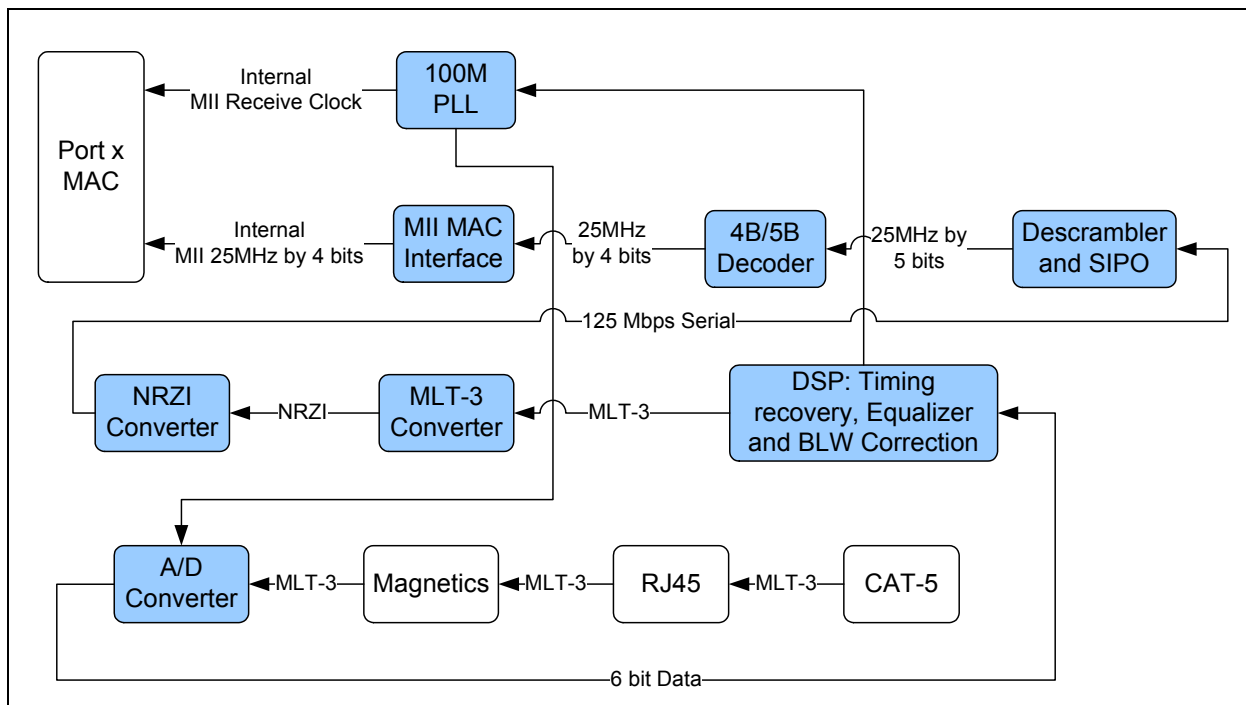 Port x
MAC
Internal
MII Receive Clock
100M
PLL
Internal
MII 25MHz by 4 bits
MII MAC
Interface
25MHz
by 4 bits
4B/5B
Decoder
25MHz by
5 bits
Descrambler
and SIPO
125 Mbps Serial
NRZI
Converter
NRZI
MLT-3
Converter
MLT-3
DSP: Timing
recovery, Equalizer
and BLW Correction
A/D
Converter
MLT-3
Magnetics
MLT-3
RJ45
MLT-3
CAT-5
6 bit Data